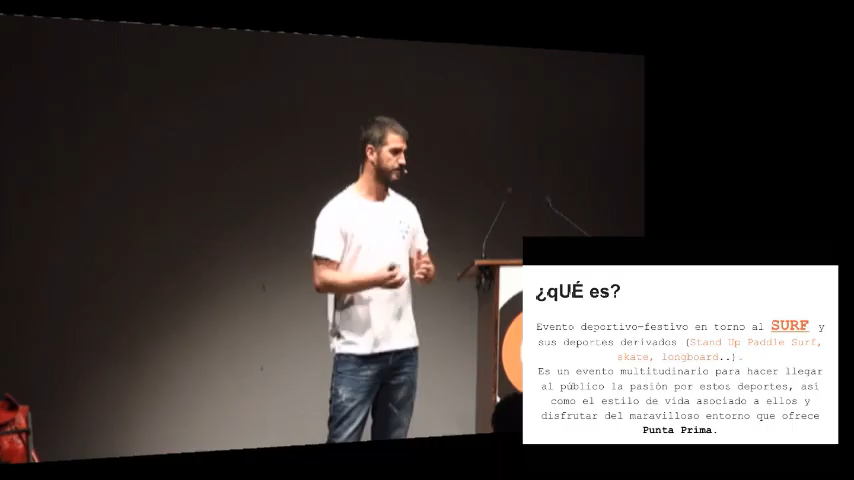 ¿qUÉ es?
Evento deportivo-festivo en torno al SURF y
sus deportes derivados (Stand Up Paddle Surf,
skate, longboard..).
Es un evento multitudinario para hacer llegar
al público la pasión por estos deportes, asi
como el estilo de vida asociado a ellos y
disfrutar del maravilloso entorno que ofrece
Punta Prima.